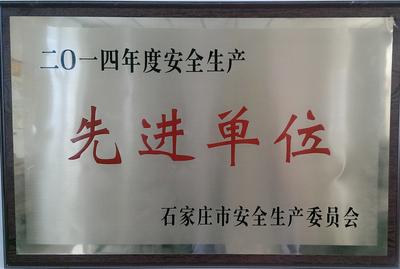 二〇一四年度安全生产
先进单位
石家庄市安全生产委员会